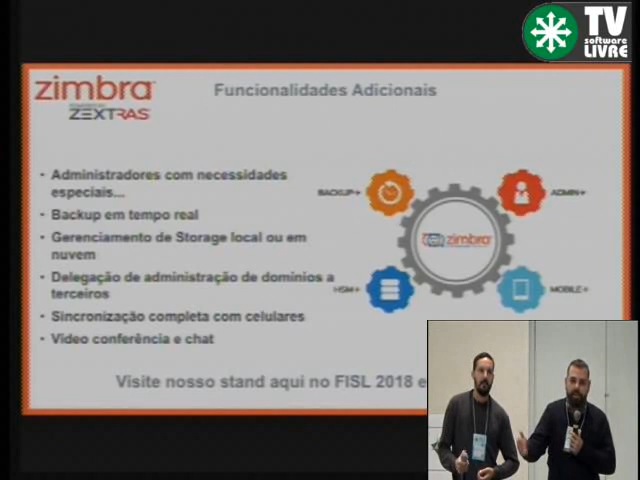 TV
software
LIVRE
zimbra
ZEXTRAS
Funcionalidades Adicionais
• Administradores com necessidades
especiais...
• Backup em tempo real
• Gerenciamento de Storage local ou em
nuvem
• Delegação de administração de domínios a
terceiros
• Sincronização completa com celulares
• Video conferência e chat
BACKUP+
ADMIN+
zimbra
HSM+
MOBILE+
Visite nosso stand aqui no FISL 2018 e